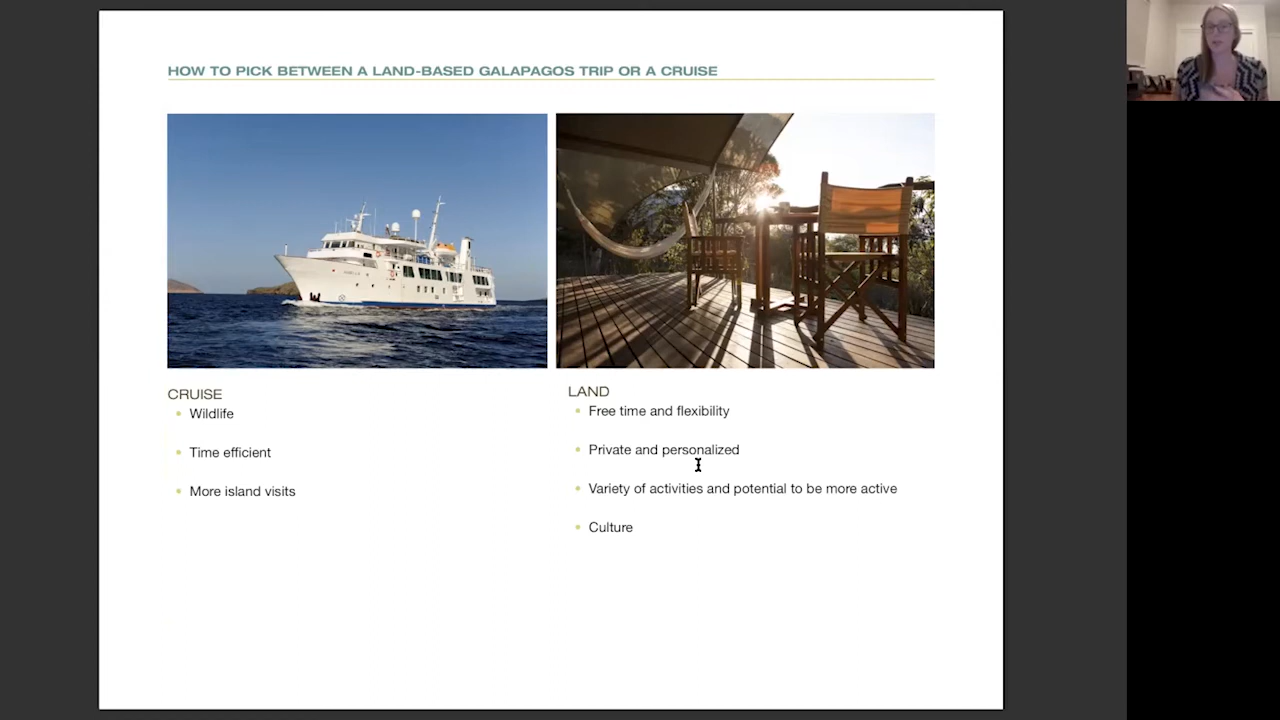 HOW TO PICK BETWEEN A LAND-BASED GALAPAGOS TRIP OR A CRUISE
CRUISE
Wildlife
Time efficient
More island visits
LAND
Free time and flexibility
Private and personalized
Variety of activities and potential to be more active
Culture